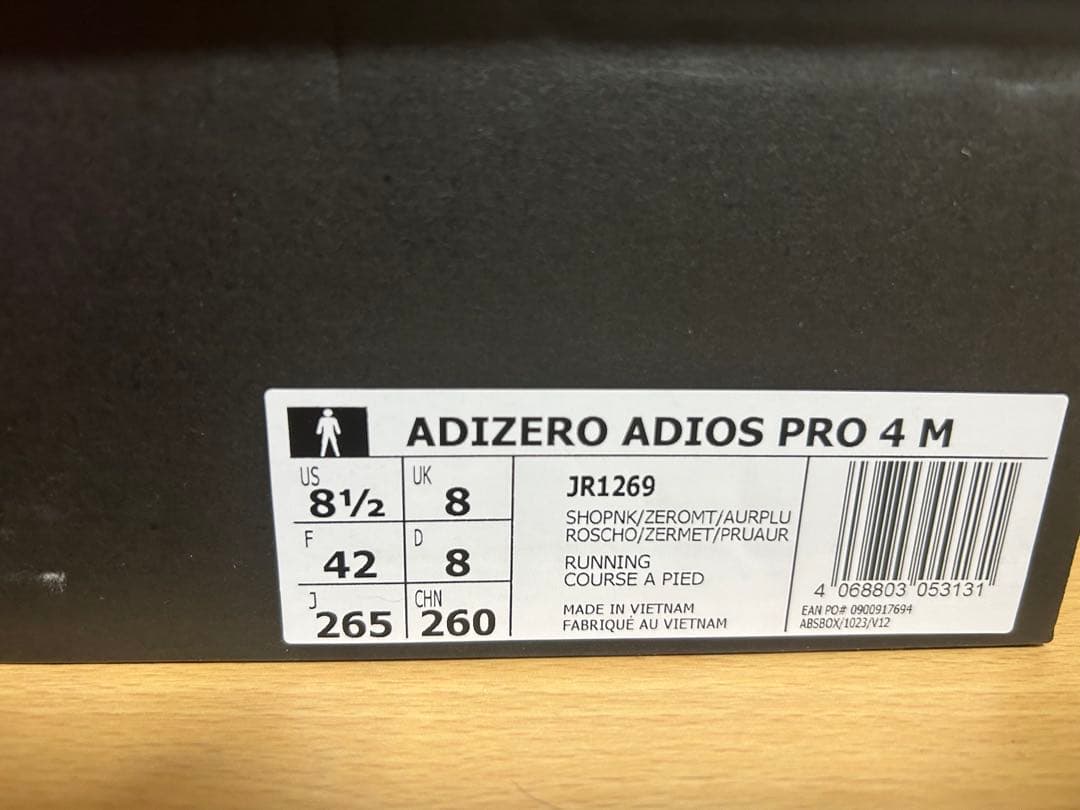 ADIZERO ADIOS PRO 4 M
US 8½
UK 8
F 42
D 8
J 265
CHN 260
JR1269
SHOPNK/ZEROMT/AURPLU
ROSCHO/ZERMET/PRUAUR
RUNNING
COURSE A PIED
MADE IN VIETNAM
FABRIQUÉ AU VIETNAM
4 068803 053131
EAN PO# 0900917694
ABSBOX/1023/V12